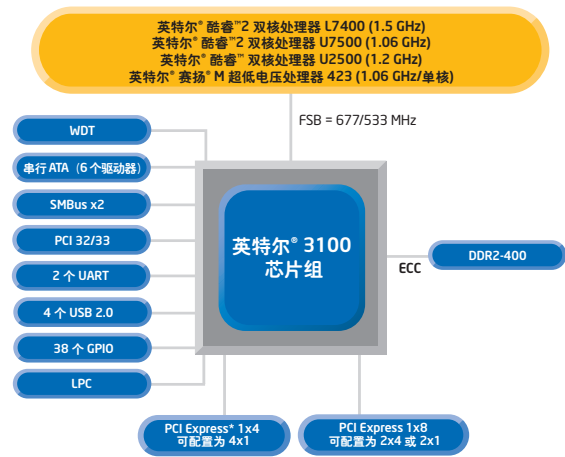 英特尔® 酷睿™2 双核处理器 L7400 (1.5 GHz)
英特尔® 酷睿™2 双核处理器 U7500 (1.06 GHz)
英特尔® 酷睿™ 双核处理器 U2500 (1.2 GHz)
英特尔® 赛扬® M 超低电压处理器 423 (1.06 GHz/单核)
FSB = 677/533 MHz
WDT
串行 ATA（6 个驱动器）
SMBus x2
PCI 32/33
2 个 UART
4 个 USB 2.0
38 个 GPIO
LPC
英特尔® 3100
芯片组
ECC
DDR2-400
PCI Express* 1x4
可配置为 4x1
PCI Express 1x8
可配置为 2x4 或 2x1